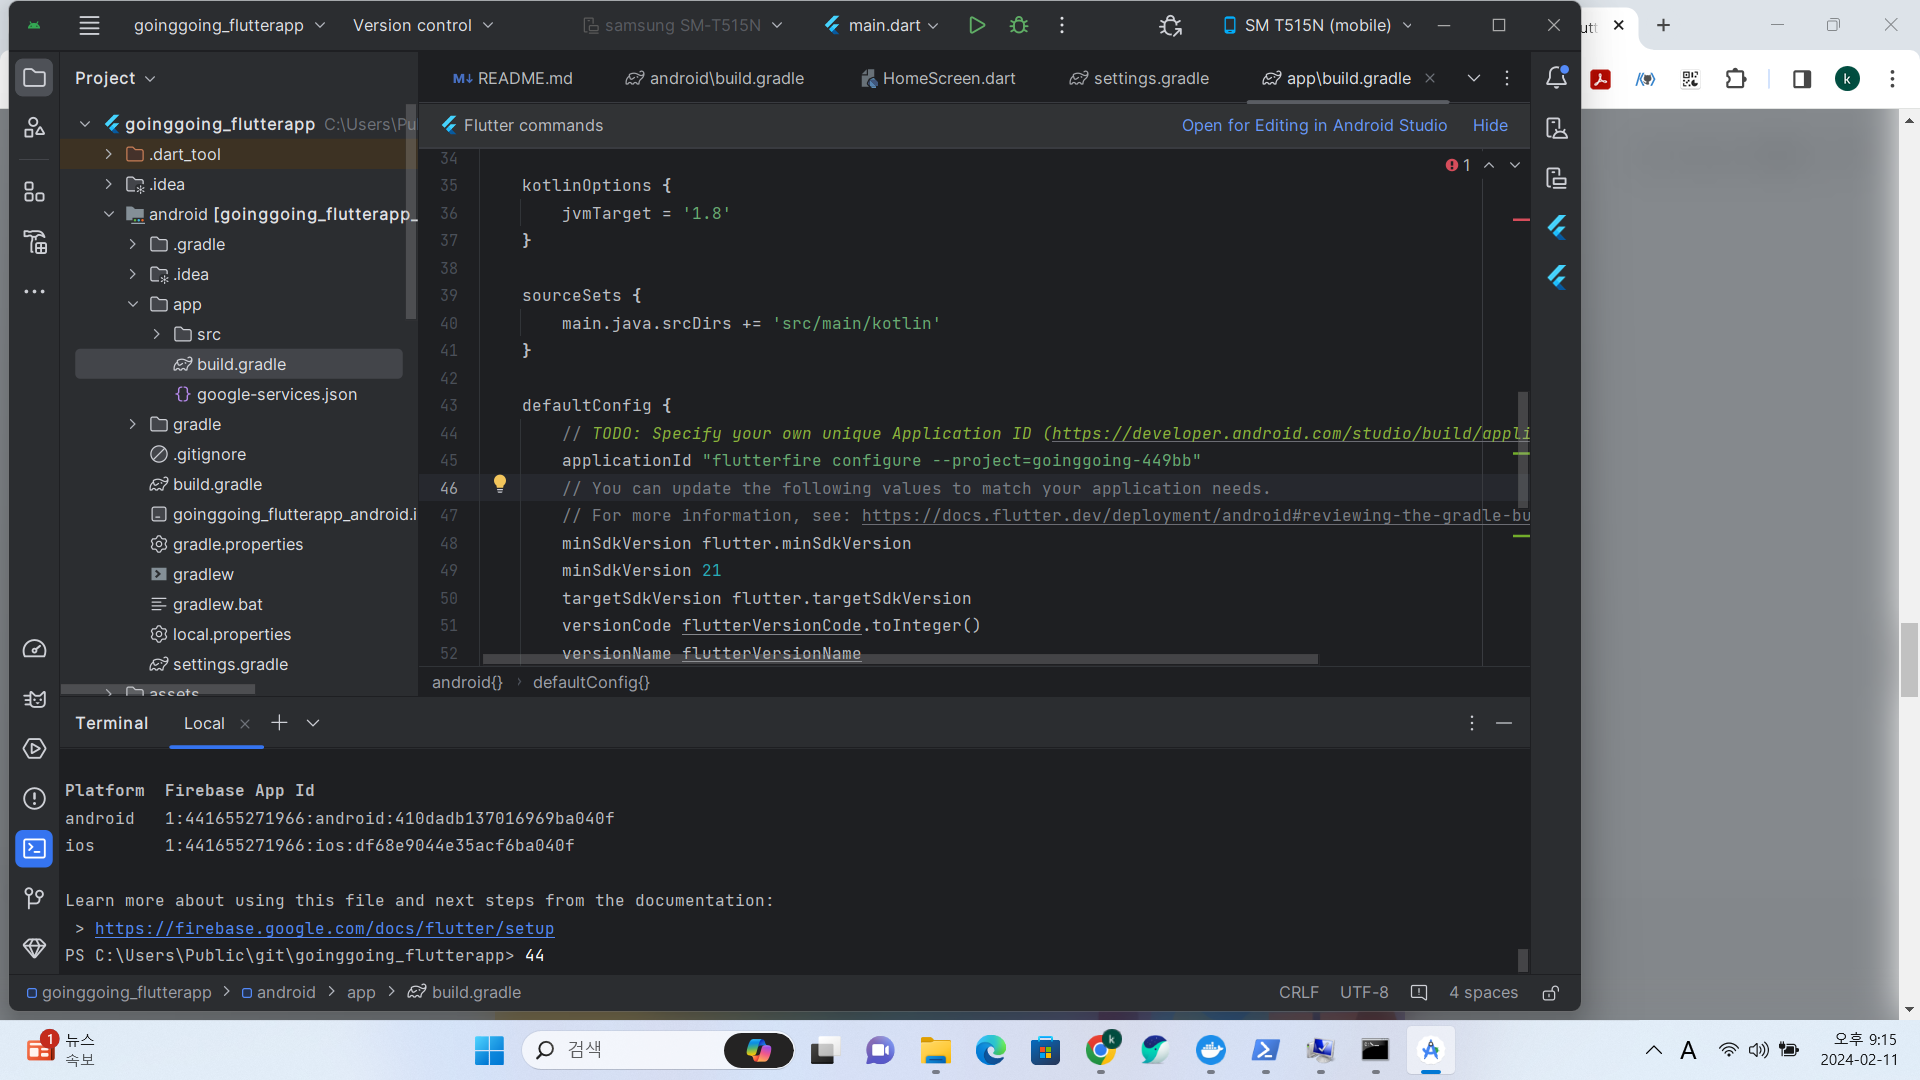 goinggoing_flutterapp Version control samsung SM-T515N main.dart SM T515N (mobile)
Project
README.md android\build.gradle HomeScreen.dart settings.gradle app\build.gradle
Flutter commands Open for Editing in Android Studio Hide
goinggoing_flutterapp C:\Users\Pu
.dart_tool
.idea
android [goinggoing_flutterapp_
.gradle
.idea
app
src
build.gradle
google-services.json
gradle
.gitignore
build.gradle
goinggoing_flutterapp_android.i
gradle.properties
gradlew
gradlew.bat
local.properties
settings.gradle
assets
1
34
35 kotlinOptions {
36 jvmTarget = '1.8'
37 }
38
39 sourceSets {
40 main.java.srcDirs += 'src/main/kotlin'
41 }
42
43 defaultConfig {
44 // TODO: Specify your own unique Application ID (https://developer.android.com/studio/build/appli
45 applicationId "flutterfire configure --project=goinggoing-449bb"
46 // You can update the following values to match your application needs.
47 // For more information, see: https://docs.flutter.dev/deployment/android#reviewing-the-gradle-bu
48 minSdkVersion flutter.minSdkVersion
49 minSdkVersion 21
50 targetSdkVersion flutter.targetSdkVersion
51 versionCode flutterVersionCode.toInteger()
52 versionName flutterVersionName
android{} › defaultConfig{}
Terminal Local
Platform Firebase App Id
android 1:441655271966:android:410dadb137016969ba040f
ios 1:441655271966:ios:df68e9044e35acf6ba040f
Learn more about using this file and next steps from the documentation:
> https://firebase.google.com/docs/flutter/setup
PS C:\Users\Public\git\goinggoing_flutterapp> 44
goinggoing_flutterapp > android > app > build.gradle CRLF UTF-8 4 spaces
utt
k
1
뉴스
속보
검색
k
A
오후 9:15
2024-02-11